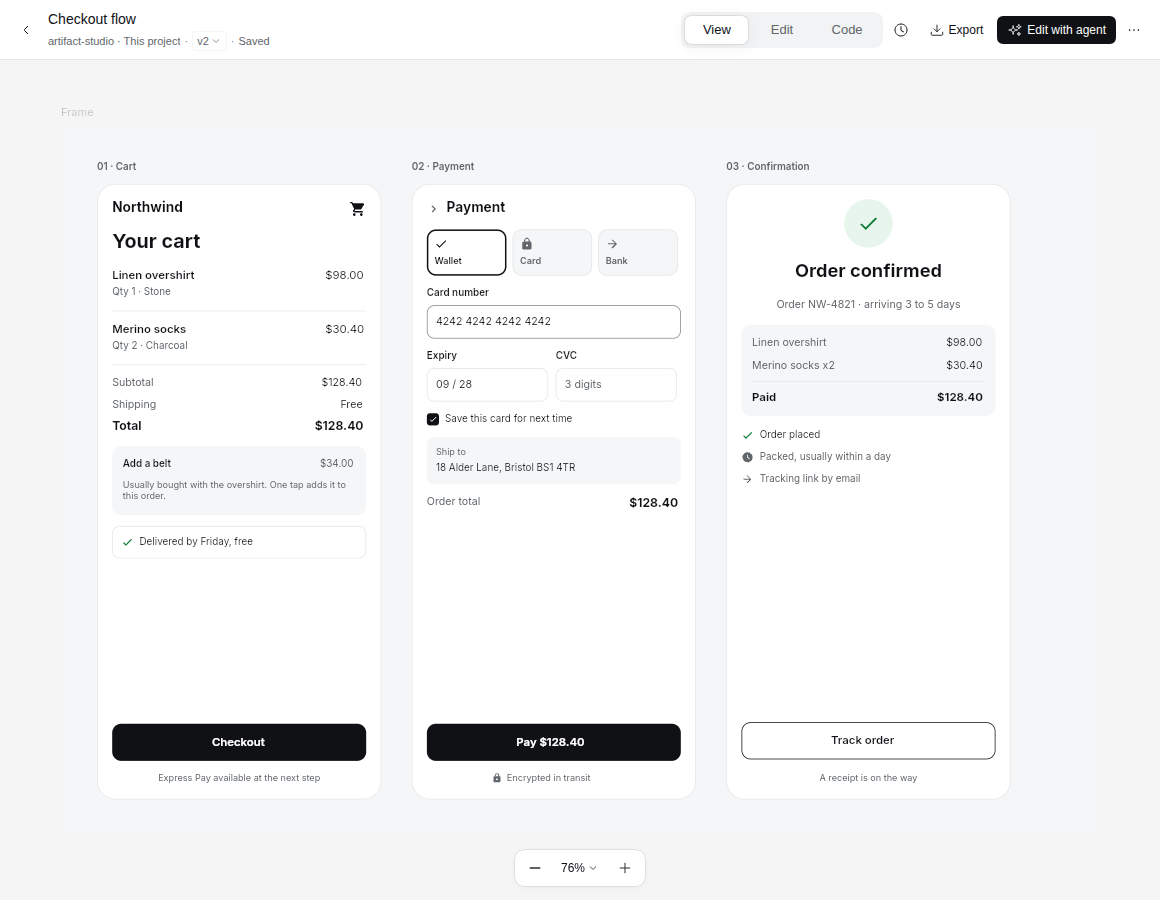 Checkout flow
artifact-studio · This project · v2 · Saved
View
Edit
Code
Export
Edit with agent
Frame
01 · Cart
Northwind
Your cart
Linen overshirt $98.00
Qty 1 · Stone
Merino socks $30.40
Qty 2 · Charcoal
Subtotal $128.40
Shipping Free
Total $128.40
Add a belt $34.00
Usually bought with the overshirt. One tap adds it to
this order.
Delivered by Friday, free
Checkout
Express Pay available at the next step
02 · Payment
Payment
Wallet
Card
Bank
Card number
4242 4242 4242 4242
Expiry CVC
09 / 28 3 digits
Save this card for next time
Ship to
18 Alder Lane, Bristol BS1 4TR
Order total $128.40
Pay $128.40
Encrypted in transit
03 · Confirmation
Order confirmed
Order NW-4821 · arriving 3 to 5 days
Linen overshirt $98.00
Merino socks x2 $30.40
Paid $128.40
Order placed
Packed, usually within a day
Tracking link by email
Track order
A receipt is on the way
76%